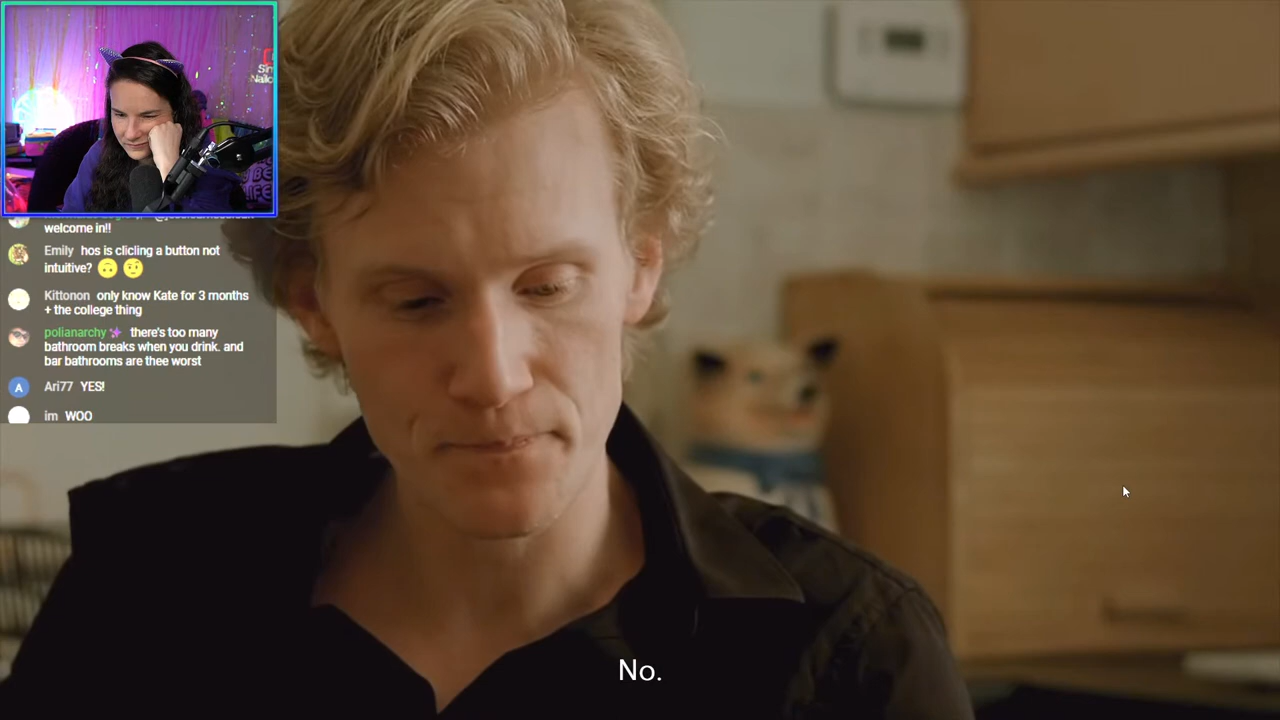 welcome in!!
Emily hos is clicling a button not
intuitive?
Kittonon only know Kate for 3 months
+ the college thing
polianarchy there's too many
bathroom breaks when you drink. and
bar bathrooms are thee worst
A Ari77 YES!
im WOO
No.